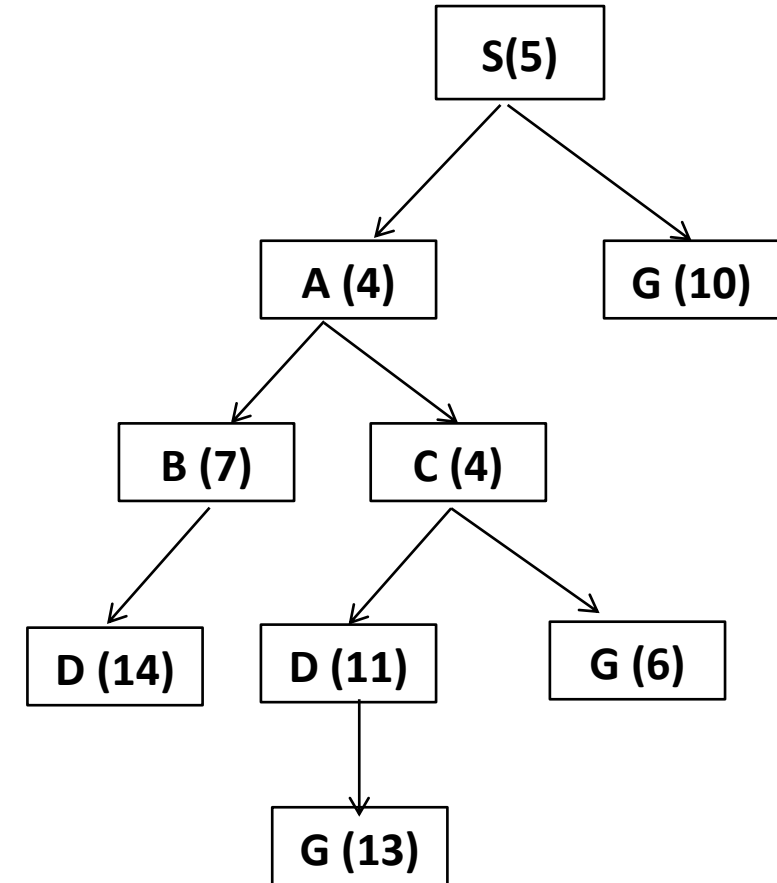 S(5)
A (4)
G (10)
B (7)
C (4)
D (14)
D (11)
G (6)
G (13)